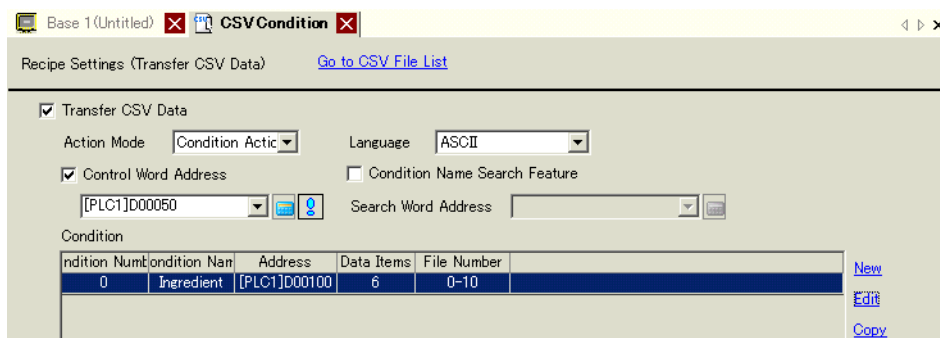 Base 1(Untitled) CSV Condition
Recipe Settings (Transfer CSV Data) Go to CSV File List
Transfer CSV Data
Action Mode Condition Actic Language ASCII
Control Word Address Condition Name Search Feature
[PLC1]D00050 Search Word Address
Condition
ndition Numb ondition Nam Address Data Items File Number
0 Ingredient [PLC1]D00100 6 0-10
New
Edit
Copy